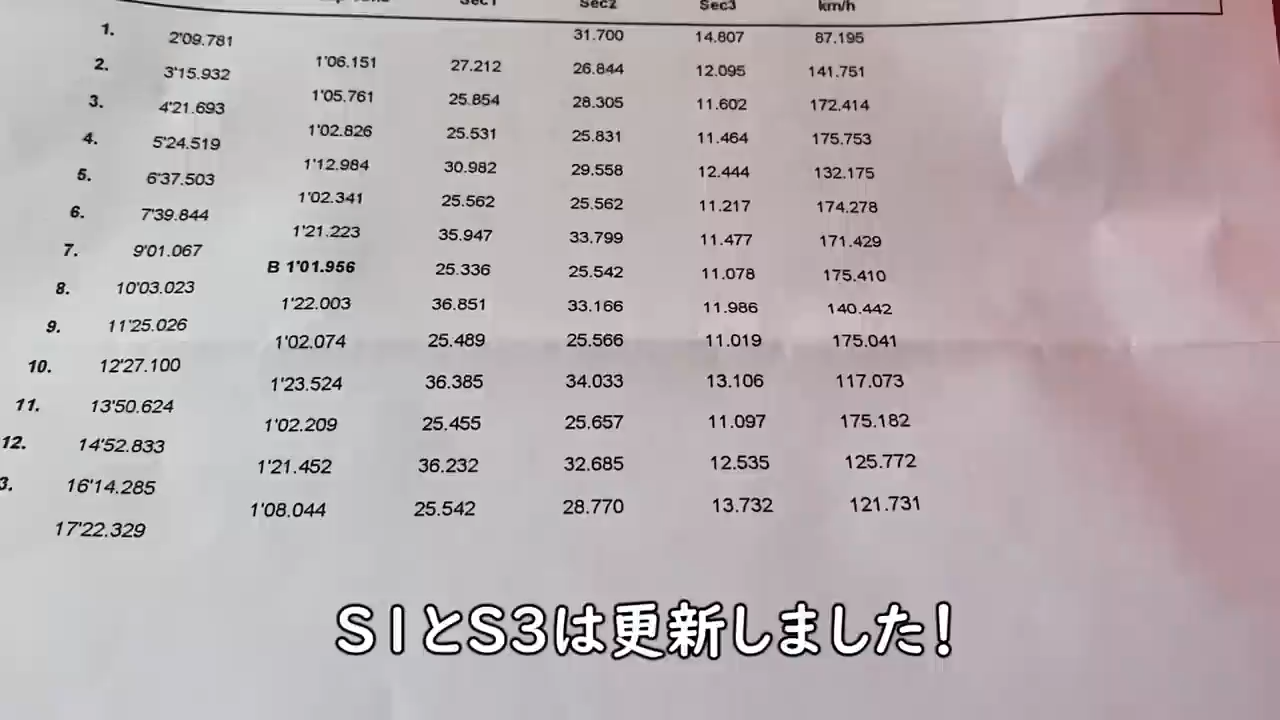 Sec1 Sec2 Sec3 km/h
1. 2'09.781 31.700 14.807 87.195
2. 3'15.932 1'06.151 27.212 26.844 12.095 141.751
3. 4'21.693 1'05.761 25.854 28.305 11.602 172.414
4. 5'24.519 1'02.826 25.531 25.831 11.464 175.753
5. 6'37.503 1'12.984 30.982 29.558 12.444 132.175
6. 7'39.844 1'02.341 25.562 25.562 11.217 174.278
7. 9'01.067 1'21.223 35.947 33.799 11.477 171.429
8. 10'03.023 B 1'01.956 25.336 25.542 11.078 175.410
9. 11'25.026 1'22.003 36.851 33.166 11.986 140.442
10. 12'27.100 1'02.074 25.489 25.566 11.019 175.041
11. 13'50.624 1'23.524 36.385 34.033 13.106 117.073
12. 14'52.833 1'02.209 25.455 25.657 11.097 175.182
3. 16'14.285 1'21.452 36.232 32.685 12.535 125.772
17'22.329 1'08.044 25.542 28.770 13.732 121.731
S1とS3は更新しました！